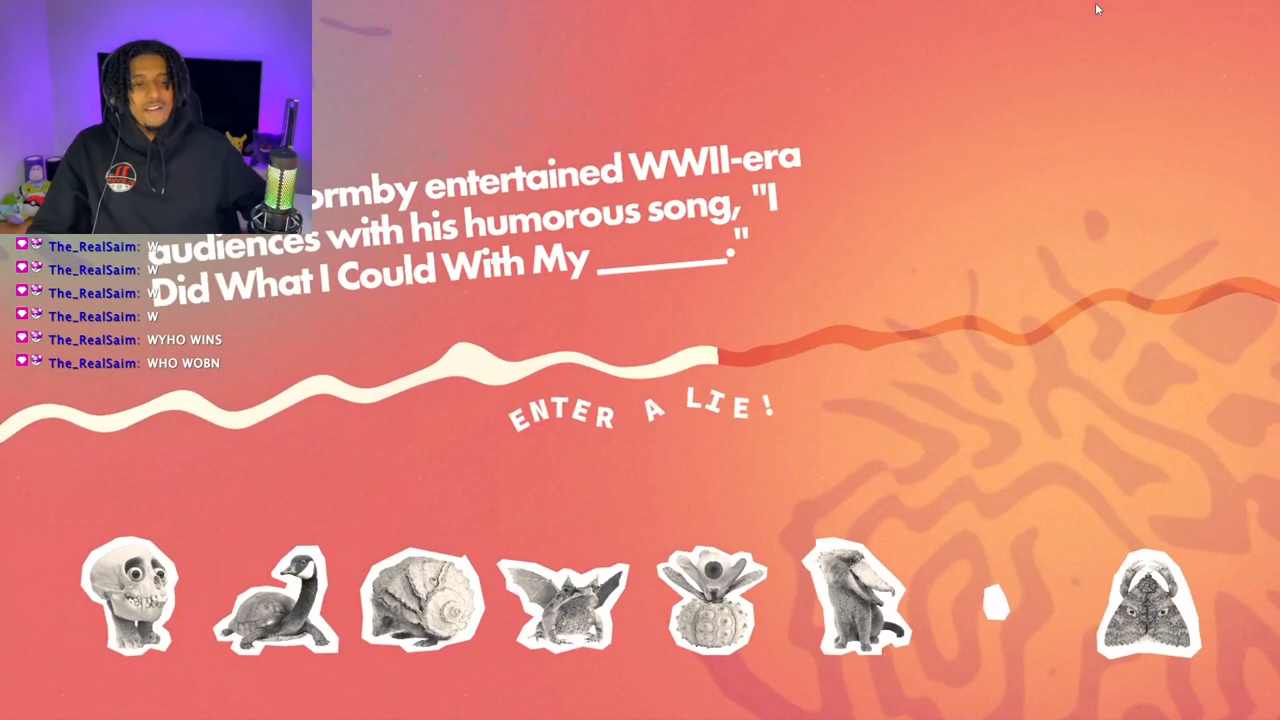 ormby entertained WWII-era
audiences with his humorous song, "I
Did What I Could With My ______."
The_RealSaim: W
The_RealSaim: W
The_RealSaim: W
The_RealSaim: W
The_RealSaim: WYHO WINS
The_RealSaim: WHO WOBN
ENTER A LIE!